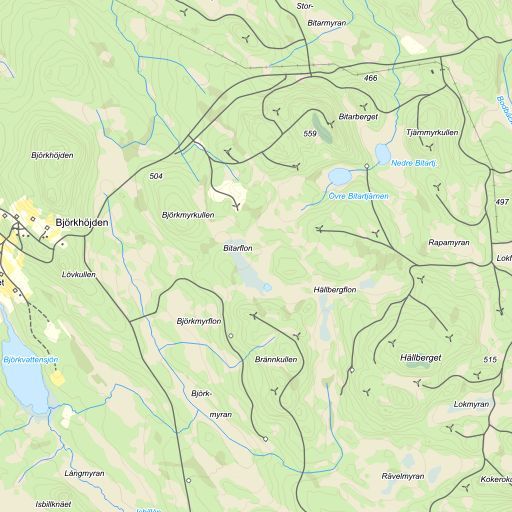 Stor-
Bitarmyran
466
Bitarberget
Tjärnmyrkullen
559
Björkhöjden
Nedre Bitartj.
504
Övre Bitartjärnen
497
Björkmyrkullen
Björkhöjden
Rapamyran
Bitarflon
Lövkullen
Hällbergflon
Björkmyrflon
Björkvattensjön
Brännkullen
Hällberget
515
Björk-
myran
Lokmyran
Långmyran
Rävelmyran
Isbillknäet